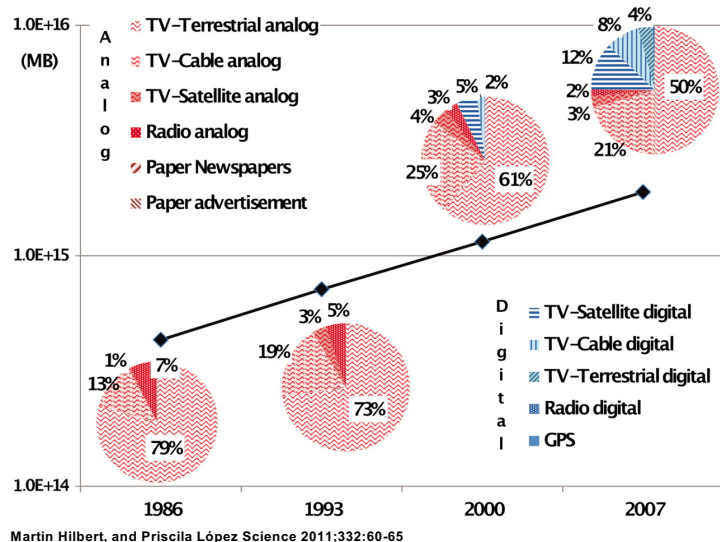 1.0E+16
(MB)
1.0E+15
1.0E+14
Analog
TV-Terrestrial analog
TV-Cable analog
TV-Satellite analog
Radio analog
Paper Newspapers
Paper advertisement
1%
7%
13%
79%
3%
5%
19%
73%
5%
2%
3%
4%
25%
61%
8%
4%
12%
50%
2%
3%
21%
Digital
TV-Satellite digital
TV-Cable digital
TV-Terrestrial digital
Radio digital
GPS
1986 1993 2000 2007
Martin Hilbert, and Priscila López Science 2011;332:60-65